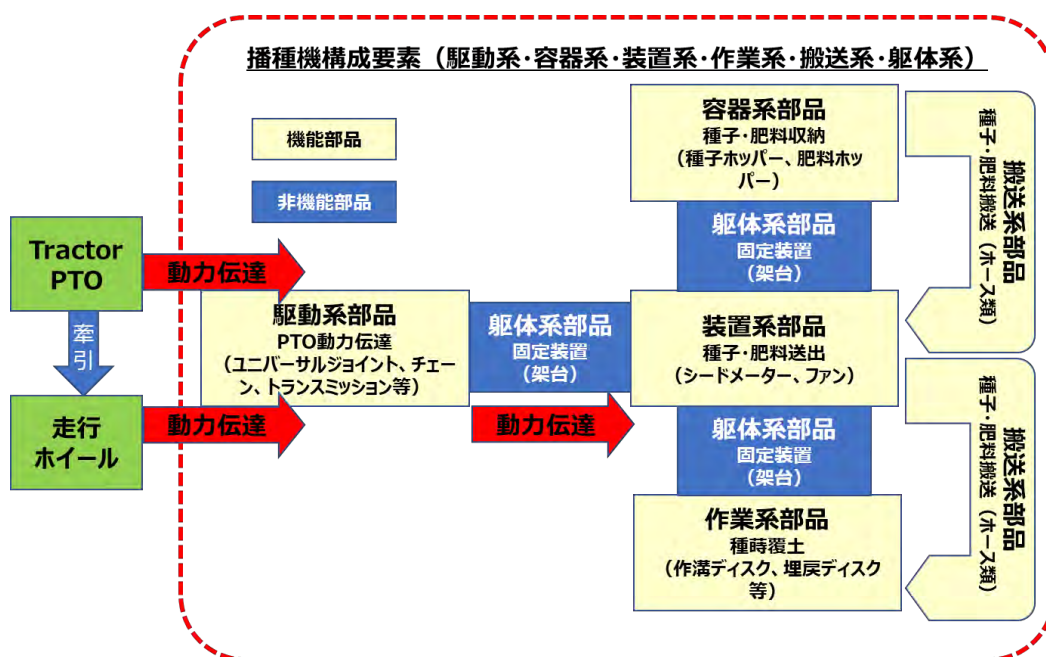 播種機構成要素（駆動系･容器系･装置系･作業系･搬送系･躯体系）
機能部品
非機能部品
Tractor
PTO
牽引
走行
ホイール
動力伝達
動力伝達
駆動系部品
PTO動力伝達
（ユニバーサルジョイント、チェー
ン、トランスミッション等）
躯体系部品
固定装置
（架台）
動力伝達
容器系部品
種子･肥料収納
（種子ホッパー、肥料ホッ
パー）
躯体系部品
固定装置
（架台）
装置系部品
種子･肥料送出
（シードメーター、ファン）
躯体系部品
固定装置
（架台）
作業系部品
種蒔覆土
（作溝ディスク、埋戻ディスク
等）
搬送系部品
種子･肥料搬送（ホース類）
搬送系部品
種子･肥料搬送（ホース類）